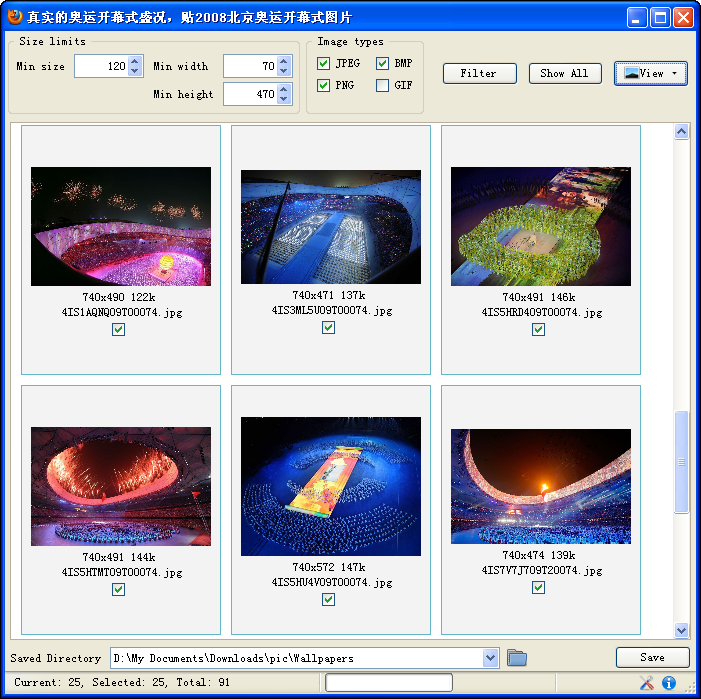 真实的奥运开幕式盛况，贴2008北京奥运开幕式图片
Size limits
Image types
Min size 120 Min width 70
JPEG BMP
Filter Show All View
Min height 470
PNG GIF
740x490 122k
4IS1AQNQ09T00074.jpg
740x471 137k
4IS3ML5U09T00074.jpg
740x491 146k
4IS5HRD409T00074.jpg
740x491 144k
4IS5HTMT09T00074.jpg
740x572 147k
4IS5HU4V09T00074.jpg
740x474 139k
4IS7V7J709T20074.jpg
Saved Directory D:\My Documents\Downloads\pic\Wallpapers Save
Current: 25, Selected: 25, Total: 91